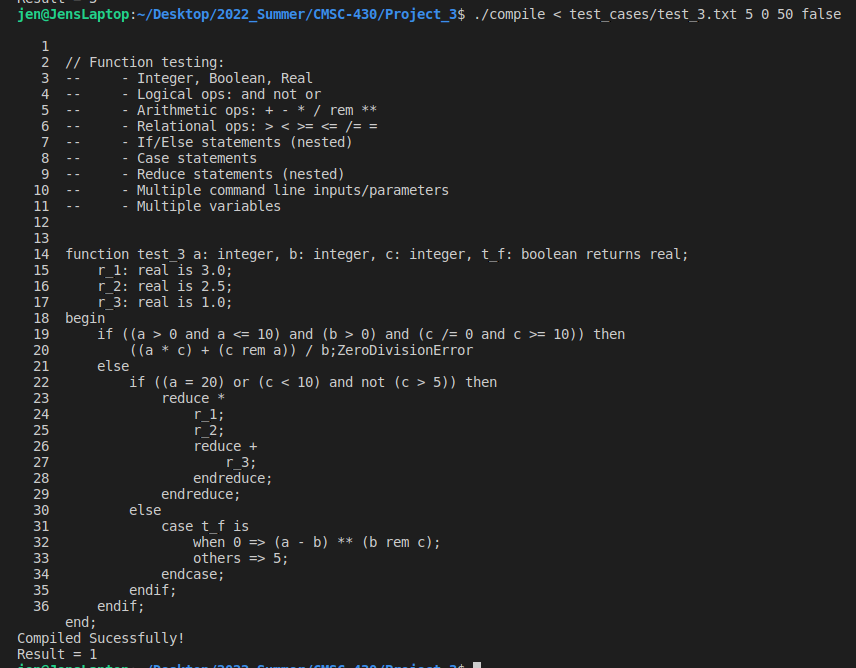 Result = 3
jen@JensLaptop:~/Desktop/2022_Summer/CMSC-430/Project_3$ ./compile < test_cases/test_3.txt 5 0 50 false
1
2 // Function testing:
3 -- - Integer, Boolean, Real
4 -- - Logical ops: and not or
5 -- - Arithmetic ops: + - * / rem **
6 -- - Relational ops: > < >= <= /= =
7 -- - If/Else statements (nested)
8 -- - Case statements
9 -- - Reduce statements (nested)
10 -- - Multiple command line inputs/parameters
11 -- - Multiple variables
12
13
14 function test_3 a: integer, b: integer, c: integer, t_f: boolean returns real;
15 r_1: real is 3.0;
16 r_2: real is 2.5;
17 r_3: real is 1.0;
18 begin
19 if ((a > 0 and a <= 10) and (b > 0) and (c /= 0 and c >= 10)) then
20 ((a * c) + (c rem a)) / b;ZeroDivisionError
21 else
22 if ((a = 20) or (c < 10) and not (c > 5)) then
23 reduce *
24 r_1;
25 r_2;
26 reduce +
27 r_3;
28 endreduce;
29 endreduce;
30 else
31 case t_f is
32 when 0 => (a - b) ** (b rem c);
33 others => 5;
34 endcase;
35 endif;
36 endif;
end;
Compiled Sucessfully!
Result = 1
jen@JensLaptop:~/Desktop/2022_Summer/CMSC-430/Project_3$